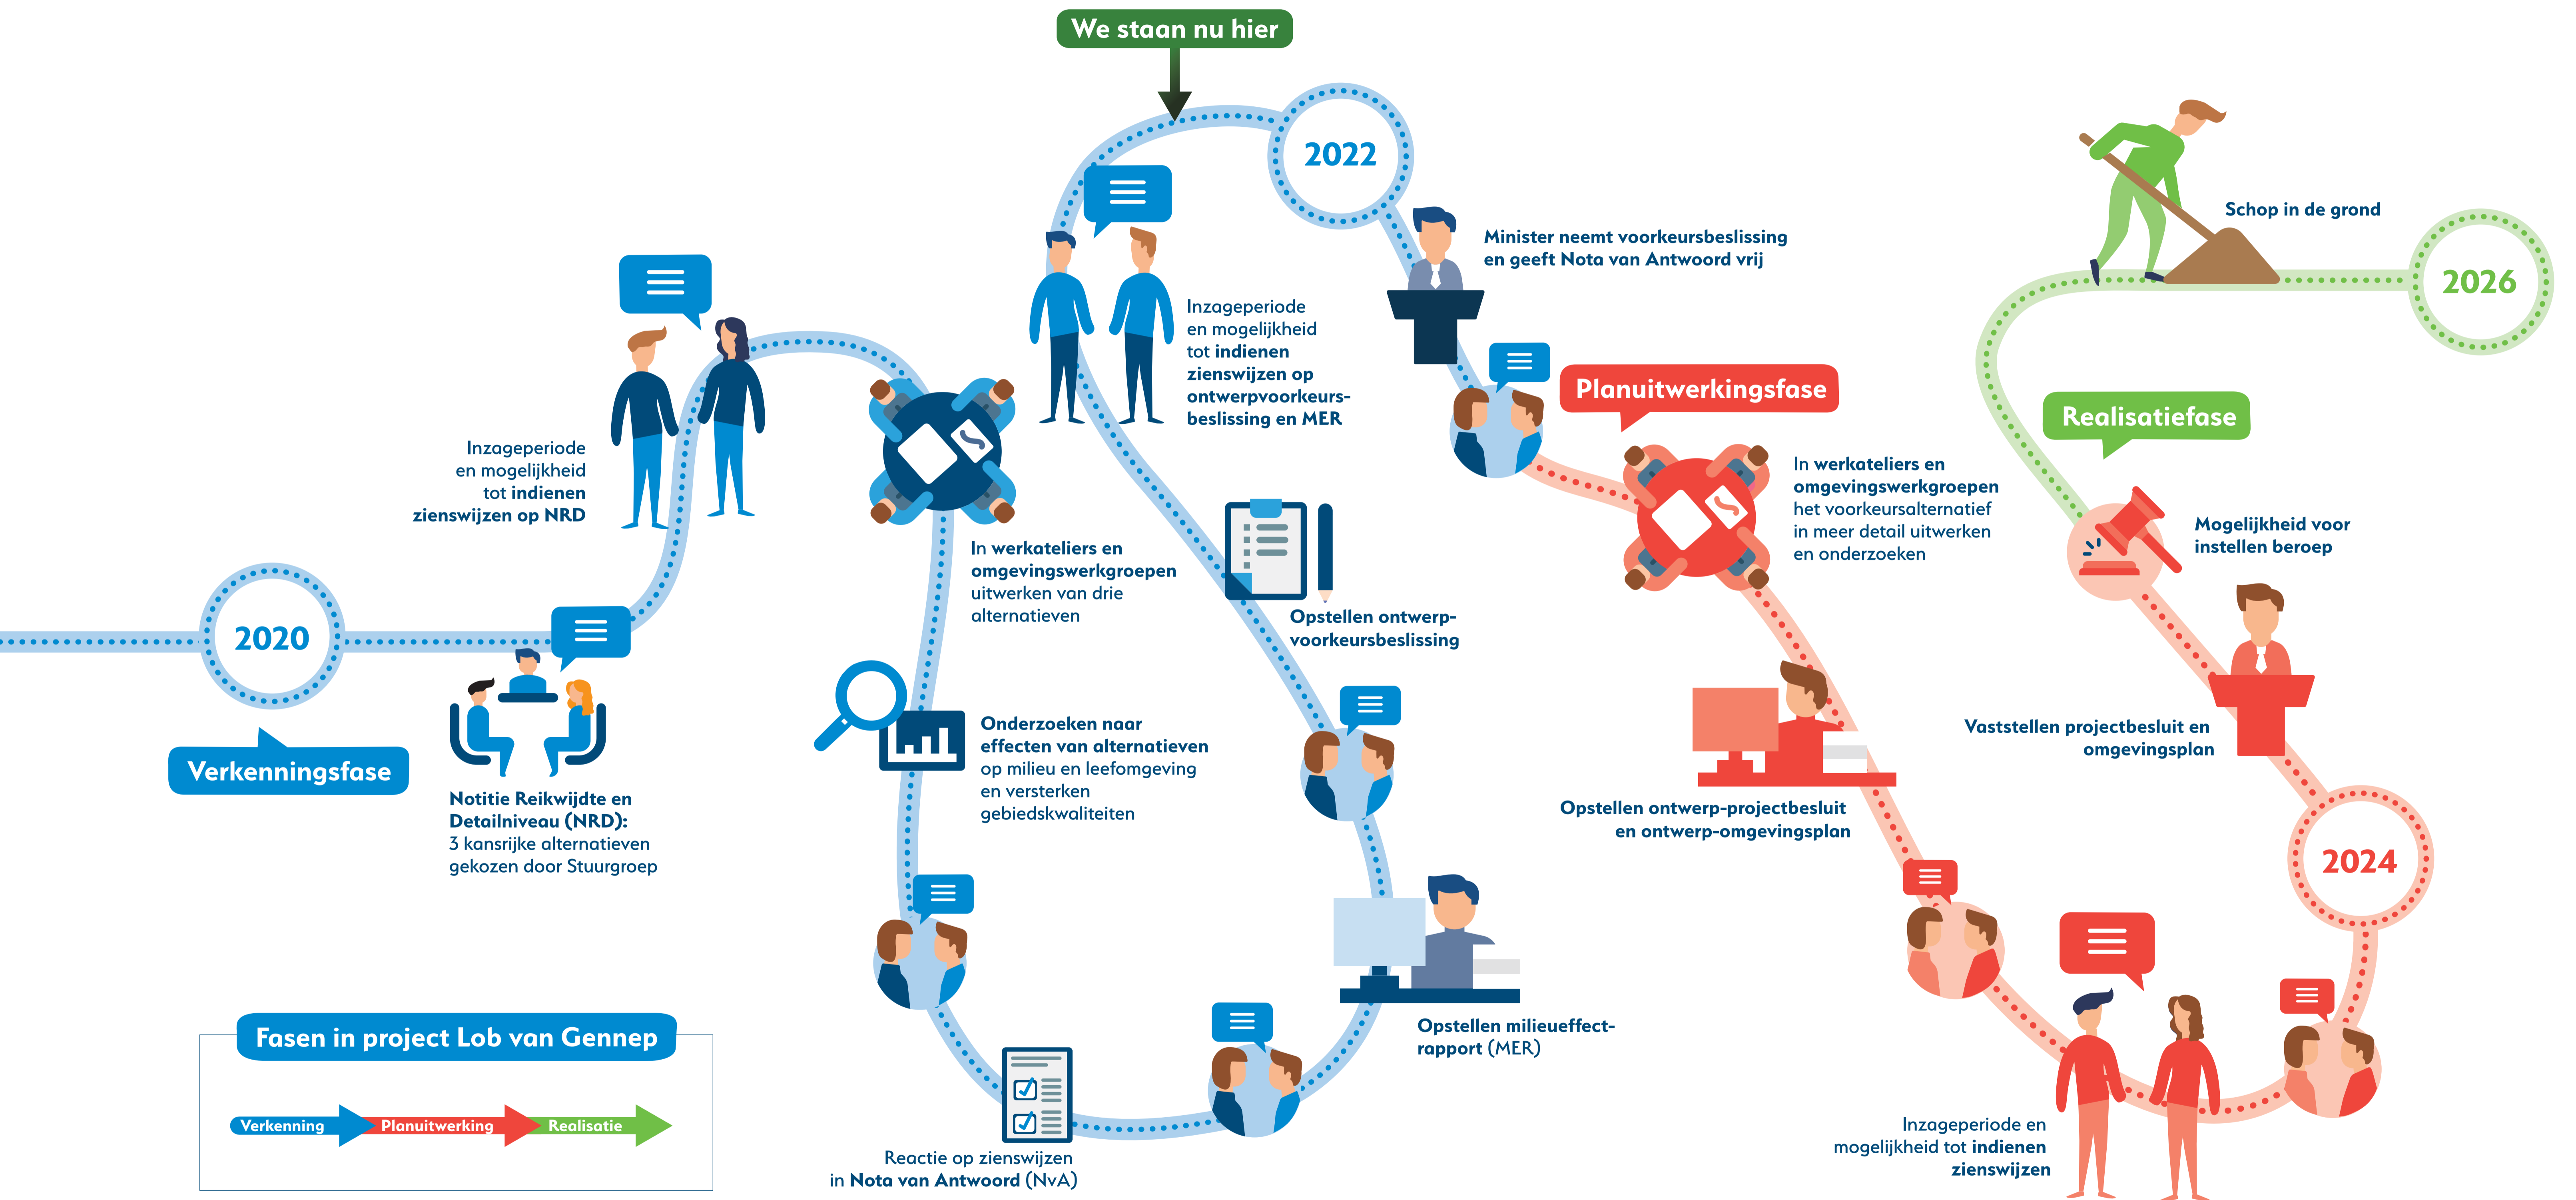 We staan nu hier
2020
Verkenningsfase
Notitie Reikwijdte en
Detailniveau (NRD):
3 kansrijke alternatieven
gekozen door Stuurgroep
Inzageperiode
en mogelijkheid
tot indienen
zienswijzen op NRD
In werkateliers en
omgevingswerkgroepen
uitwerken van drie
alternatieven
Onderzoeken naar
effecten van alternatieven
op milieu en leefomgeving
en versterken
gebiedskwaliteiten
Reactie op zienswijzen
in Nota van Antwoord (NvA)
Opstellen milieueffect-
rapport (MER)
Opstellen ontwerp-
voorkeursbeslissing
Inzageperiode
en mogelijkheid
tot indienen
zienswijzen op
ontwerpvoorkeurs-
beslissing en MER
2022
Minister neemt voorkeursbeslissing
en geeft Nota van Antwoord vrij
Planuitwerkingsfase
In werkateliers en
omgevingswerkgroepen
het voorkeursalternatief
in meer detail uitwerken
en onderzoeken
Opstellen ontwerp-projectbesluit
en ontwerp-omgevingsplan
Inzageperiode en
mogelijkheid tot indienen
zienswijzen
2024
Vaststellen projectbesluit en
omgevingsplan
Mogelijkheid voor
instellen beroep
Realisatiefase
Schop in de grond
2026
Fasen in project Lob van Gennep
Verkenning
Planuitwerking
Realisatie